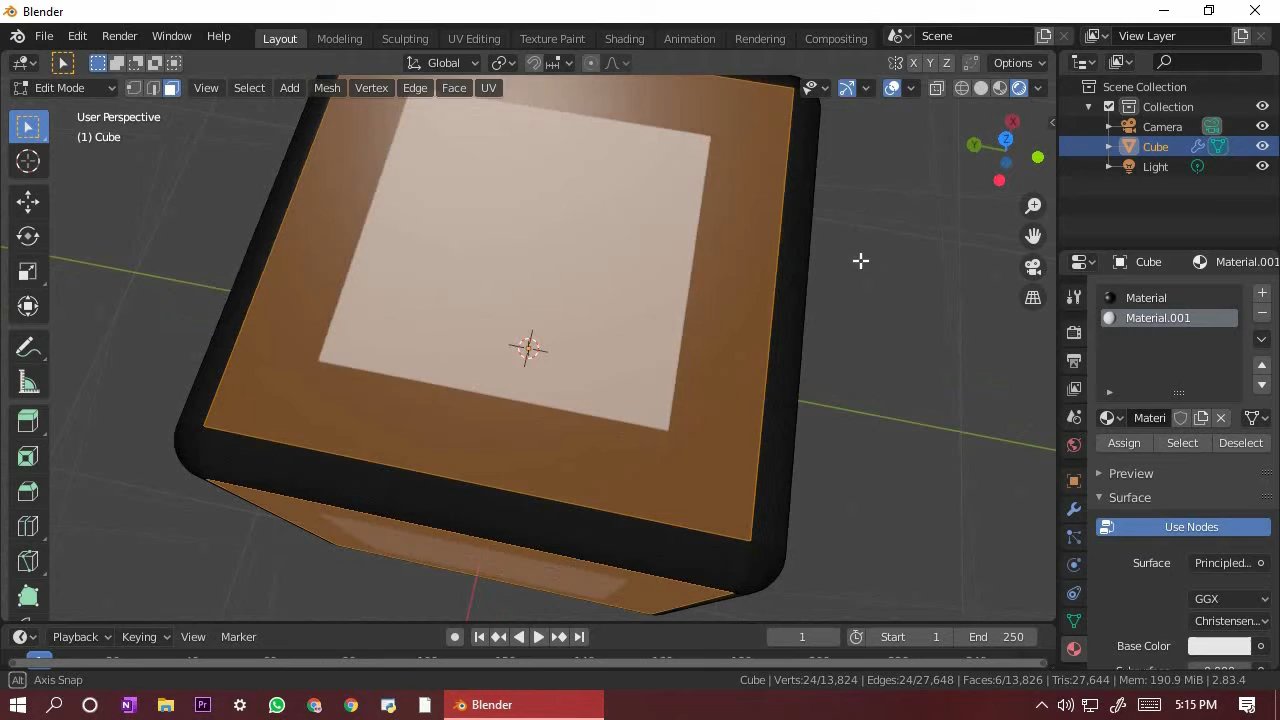 Blender
File Edit Render Window Help Layout Modeling Sculpting UV Editing Texture Paint Shading Animation Rendering Compositing Scene View Layer
Global X Y Z Options
Edit Mode View Select Add Mesh Vertex Edge Face UV
Scene Collection
Collection
Camera
Cube
Light
User Perspective
(1) Cube
Z
Y
X
Cube Material.001
Material
Material.001
Materi
Assign Select Deselect
Preview
Surface
Use Nodes
Surface Principled...
GGX
Christensen...
Base Color
Playback Keying View Marker 1 Start 1 End 250
Alt Axis Snap Cube | Verts:24/13,824 | Edges:24/27,648 | Faces:6/13,826 | Tris:27,644 | Mem: 190.9 MiB | 2.83.4
Blender 5:15 PM